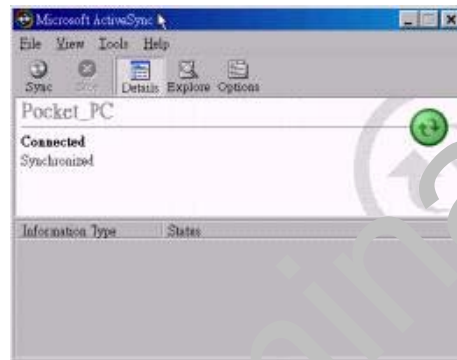 Microsoft ActiveSync
File View Tools Help
Sync Stop Details Explore Options
Pocket_PC
Connected
Synchronized
Information Type Status